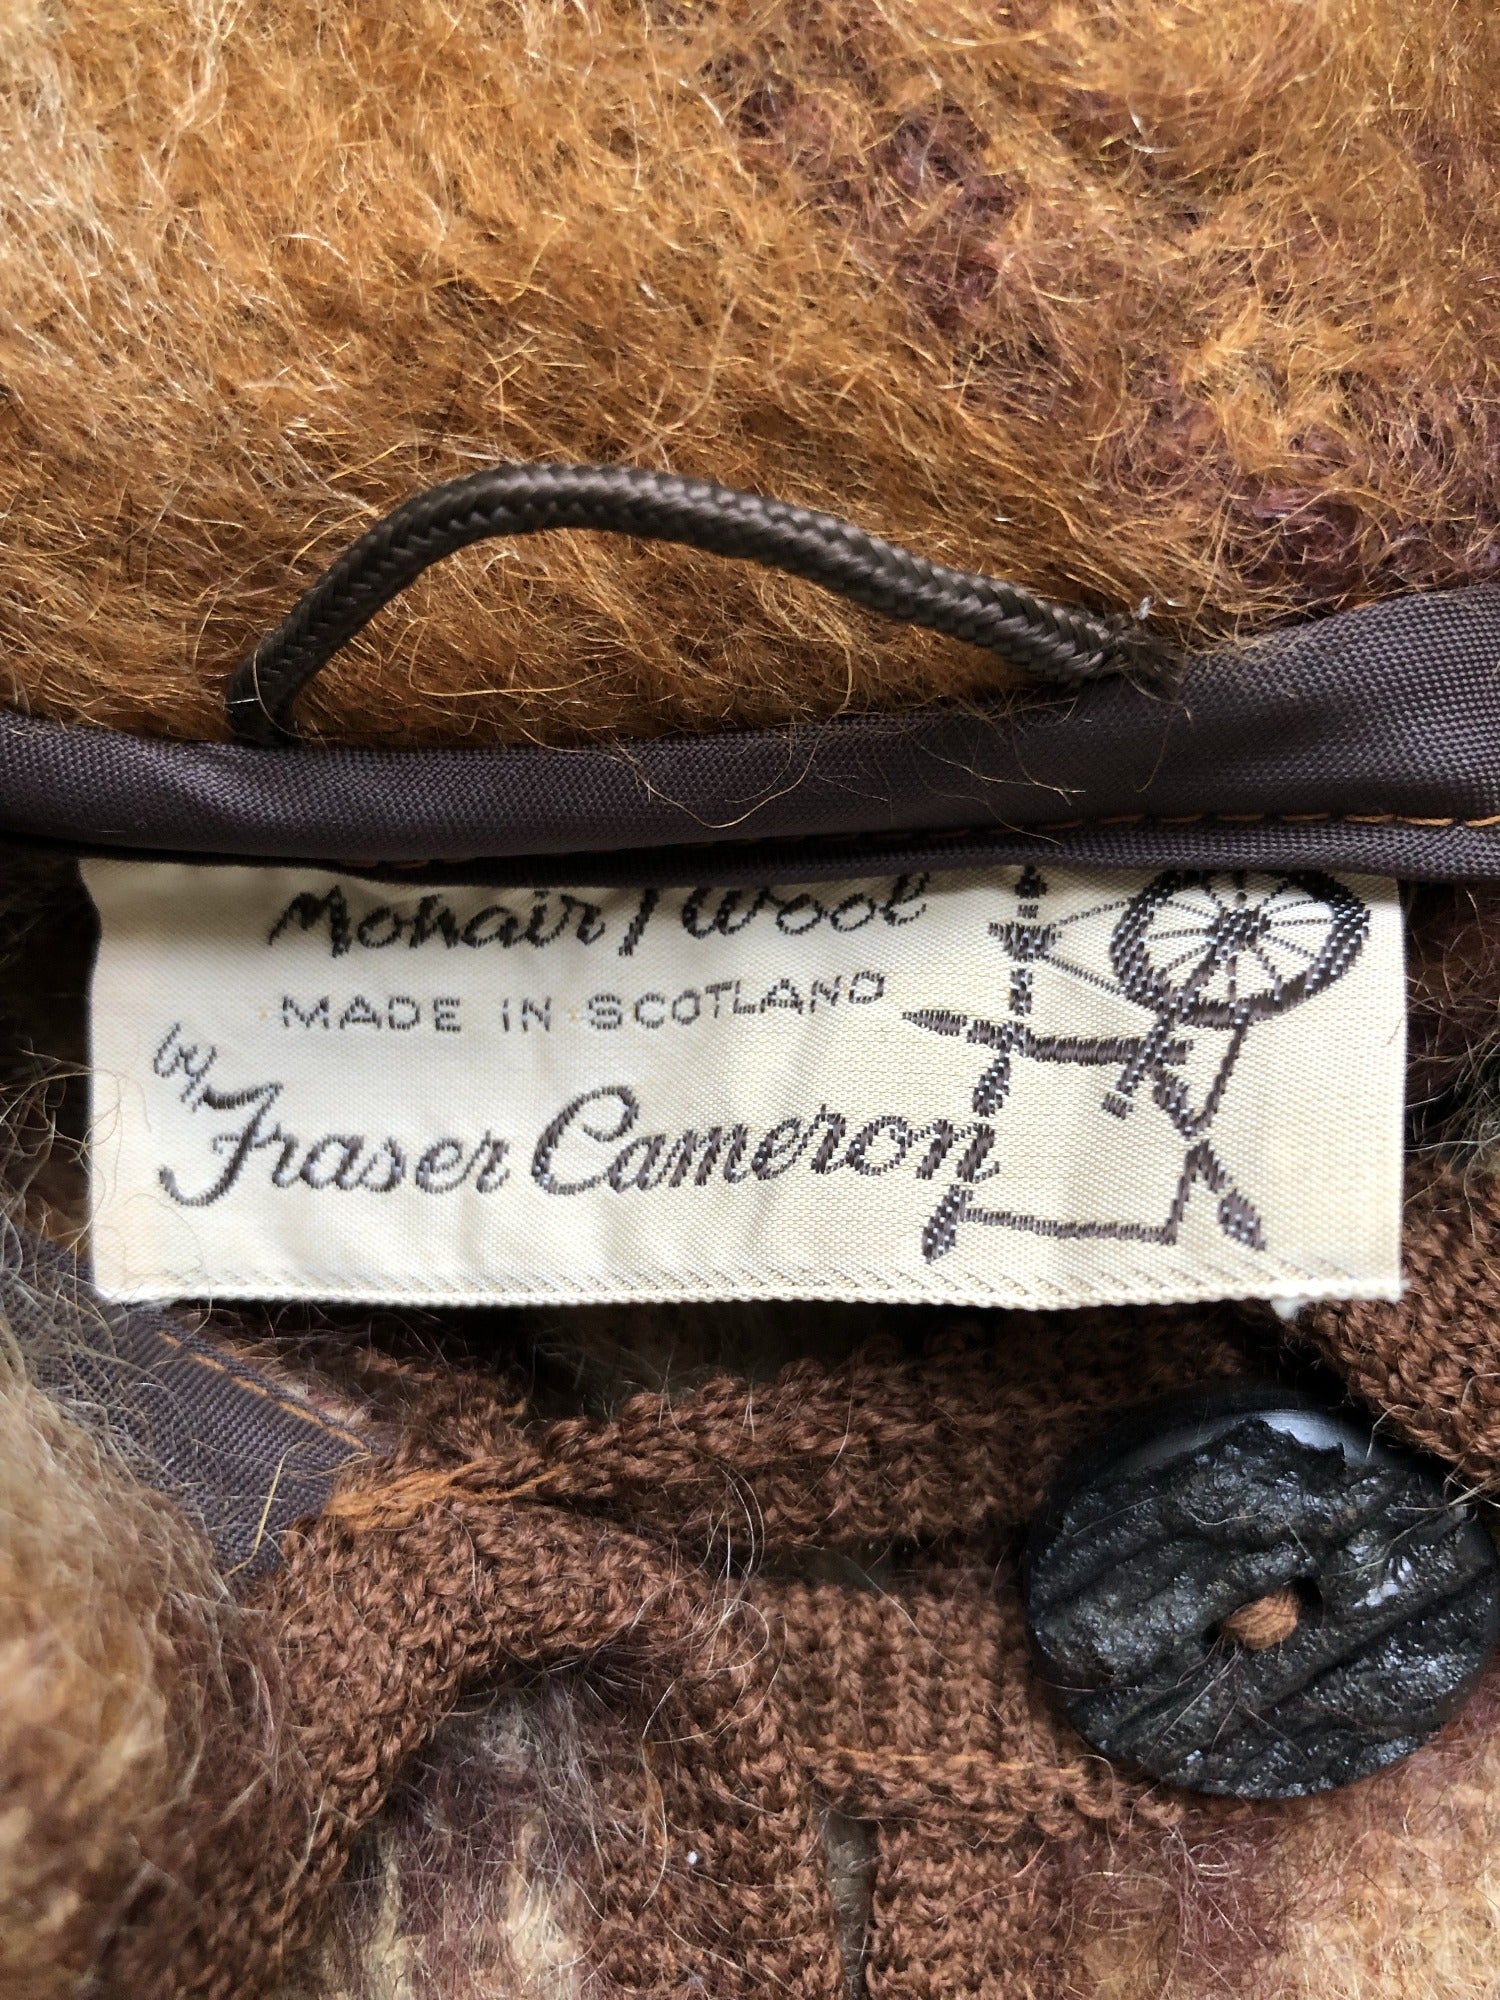 Mohair/Wool
MADE IN SCOTLAND
by
Fraser Cameron